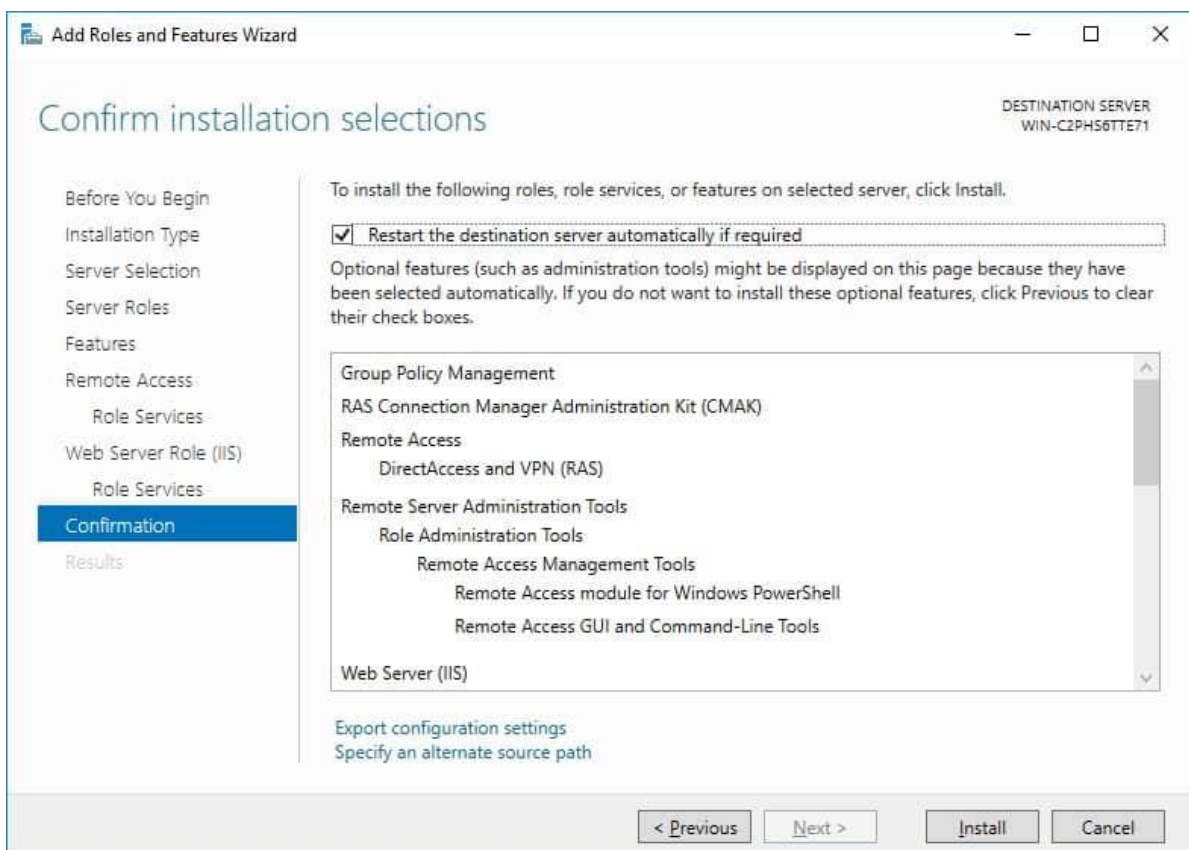 Add Roles and Features Wizard
Confirm installation selections
DESTINATION SERVER
WIN-C2PHS6TTE71
Before You Begin
Installation Type
Server Selection
Server Roles
Features
Remote Access
Role Services
Web Server Role (IIS)
Role Services
Confirmation
Results
To install the following roles, role services, or features on selected server, click Install.
Restart the destination server automatically if required
Optional features (such as administration tools) might be displayed on this page because they have
been selected automatically. If you do not want to install these optional features, click Previous to clear
their check boxes.
Group Policy Management
RAS Connection Manager Administration Kit (CMAK)
Remote Access
DirectAccess and VPN (RAS)
Remote Server Administration Tools
Role Administration Tools
Remote Access Management Tools
Remote Access module for Windows PowerShell
Remote Access GUI and Command-Line Tools
Web Server (IIS)
Export configuration settings
Specify an alternate source path
< Previous
Next >
Install
Cancel